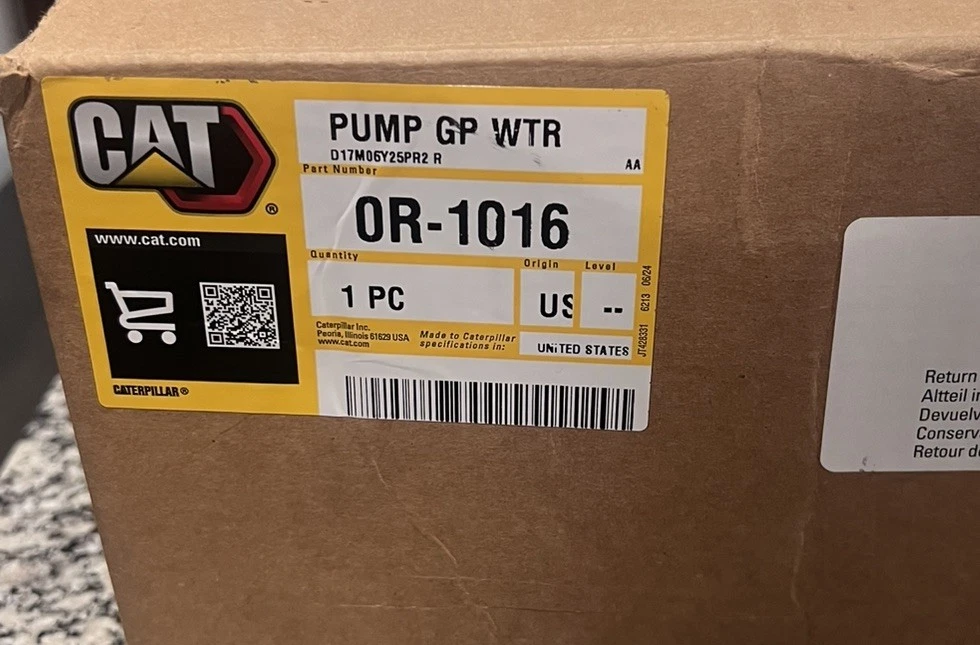 CAT
®
www.cat.com
CATERPILLAR®
PUMP GP WTR
D17M06Y25PR2 R
AA
Part Number
0R-1016
Quantity
Origin
Level
1 PC
US
--
Caterpillar Inc.
Peoria, Illinois 61629 USA
www.cat.com
Made to Caterpillar
specifications in:
UNITED STATES
JT428331 6213 06/24
Return
Altteil
Devuelv
Conserv
Retour